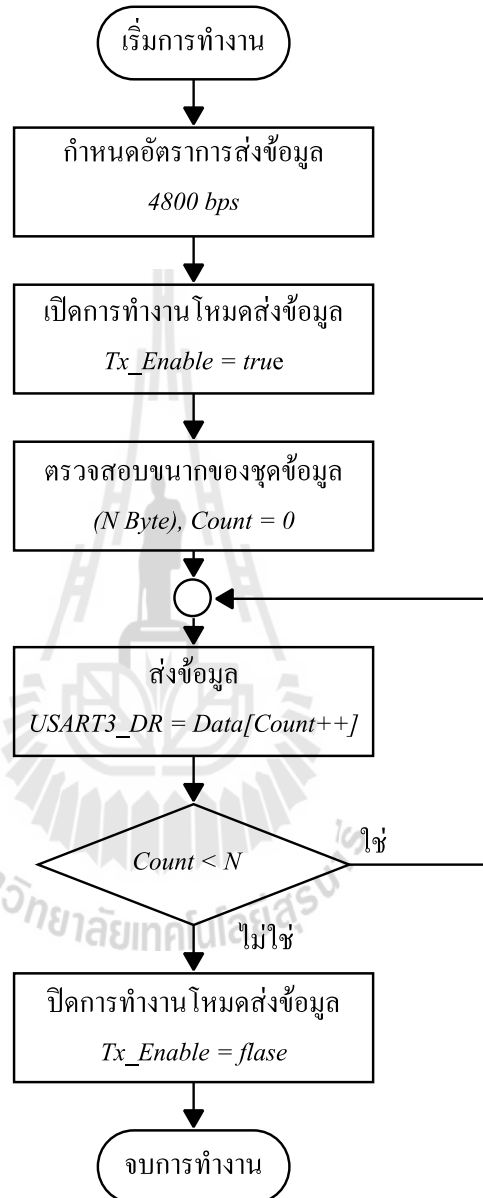 เริ่มการทำงาน
กำหนดอัตราการส่งข้อมูล
4800 bps
เปิดการทำงานโหมดส่งข้อมูล
Tx_Enable = true
ตรวจสอบขนากของชุดข้อมูล
(N Byte), Count = 0
ส่งข้อมูล
USART3_DR = Data[Count++]
Count < N
ใช่
ไม่ใช่
ปิดการทำงานโหมดส่งข้อมูล
Tx_Enable = flase
จบการทำงาน